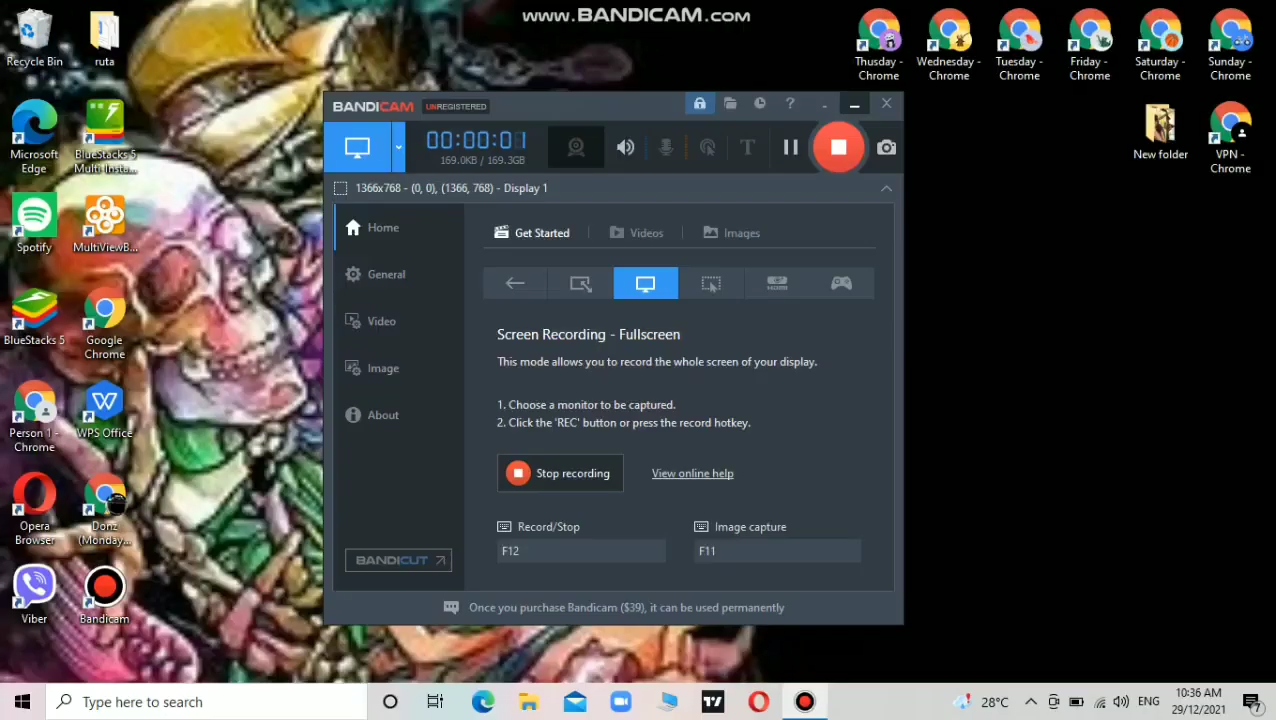 www.BANDICAM.com
Recycle Bin
ruta
Thusday - Chrome
Wednesday - Chrome
Tuesday - Chrome
Friday - Chrome
Saturday - Chrome
Sunday - Chrome
Microsoft Edge
BlueStacks 5 Multi-Insta...
New folder
VPN - Chrome
Spotify
MultiViewB...
BlueStacks 5
Google Chrome
Person 1 - Chrome
WPS Office
Opera Browser
Donz (Monday...
Viber
Bandicam
BANDICAM UNREGISTERED
169.0KB / 169.3GB
1366x768 - (0, 0), (1366, 768) - Display 1
Home
General
Video
Image
About
BANDICUT
Get Started
Videos
Images
HDMI
Screen Recording - Fullscreen
This mode allows you to record the whole screen of your display.
1. Choose a monitor to be captured.
2. Click the 'REC' button or press the record hotkey.
Stop recording
View online help
Record/Stop
Image capture
F12
F11
Once you purchase Bandicam ($39), it can be used permanently
Type here to search
28°C
ENG
10:36 AM
29/12/2021
7